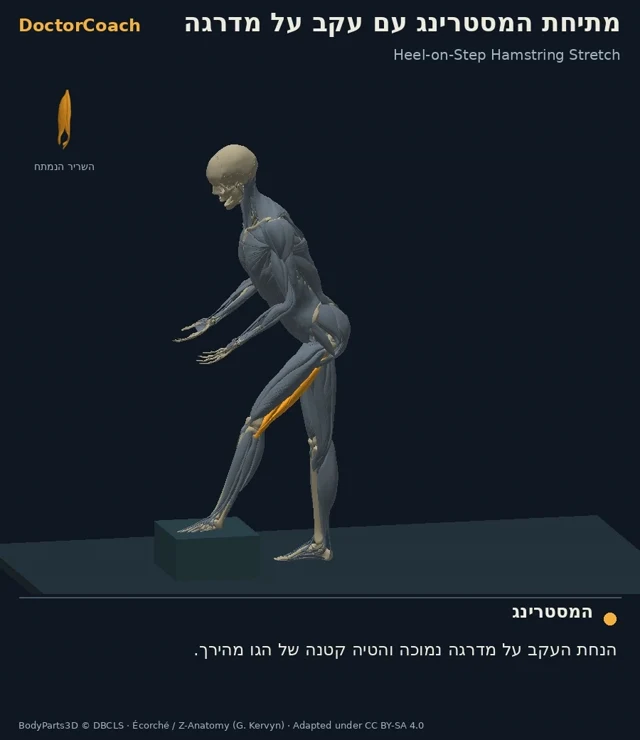 DoctorCoach
מתיחת המסטרינג עם עקב על מדרגה
Heel-on-Step Hamstring Stretch
השריר הנמתח
המסטרינג
הנחת העקב על מדרגה נמוכה והטיה קטנה של הגו מהירך.
BodyParts3D © DBCLS · Écorché / Z-Anatomy (G. Kervyn) · Adapted under CC BY-SA 4.0